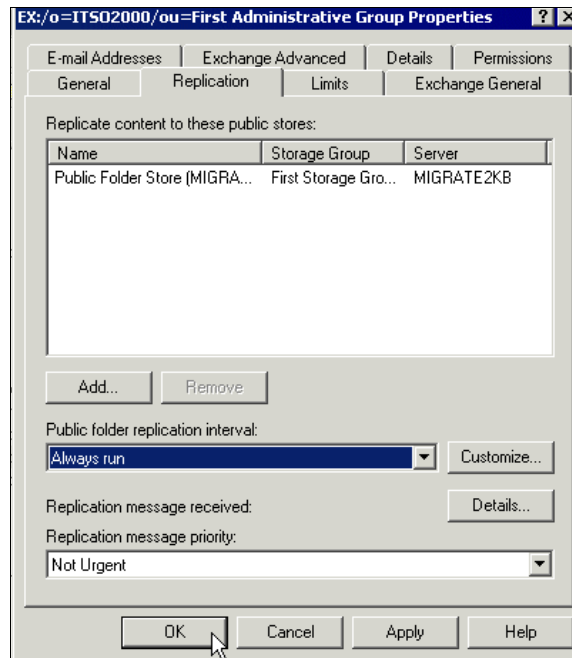 EX:/o=ITSO2000/ou=First Administrative Group Properties
E-mail Addresses Exchange Advanced Details Permissions
General Replication Limits Exchange General
Replicate content to these public stores:
Name Storage Group Server
Public Folder Store (MIGRA... First Storage Gro... MIGRATE2KB
Add... Remove
Public folder replication interval:
Always run Customize...
Replication message received: Details...
Replication message priority:
Not Urgent
OK Cancel Apply Help